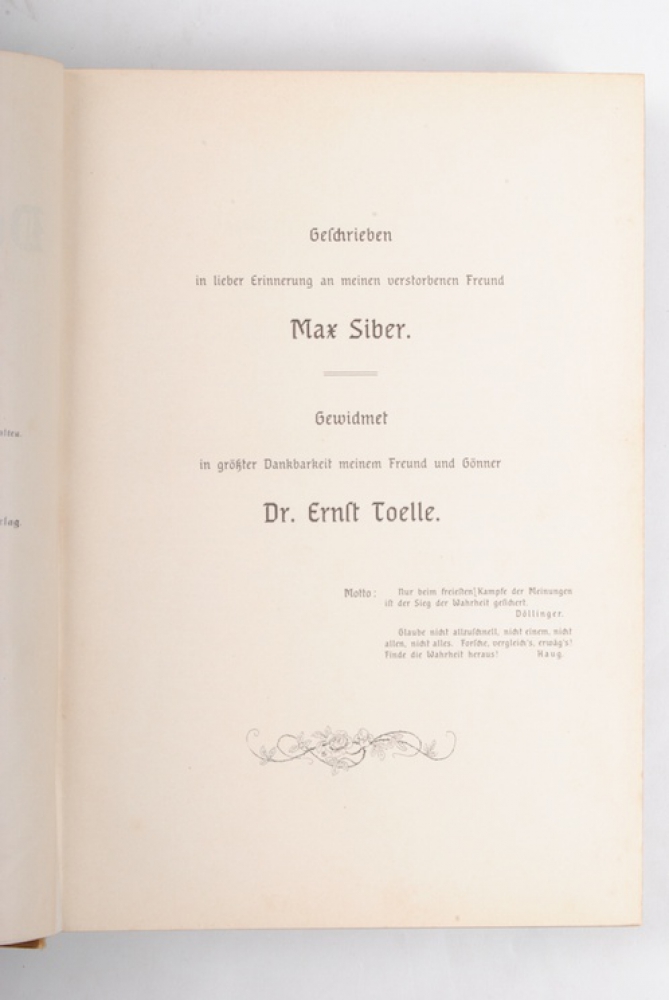 Geſchrieben
in lieber Erinnerung an meinen verstorbenen Freund
Max Siber.
Gewidmet
in größter Dankbarkeit meinem Freund und Gönner
Dr. Ernſt Toelle.
Motto: Nur beim freieſten Kampfe der Meinungen
iſt der Sieg der Wahrheit geſichert.
Döllinger.
Glaube nicht allzuſchnell, nicht einem, nicht
allen, nicht alles. Forſche, vergleich's, erwäg's!
Finde die Wahrheit heraus! Haug.